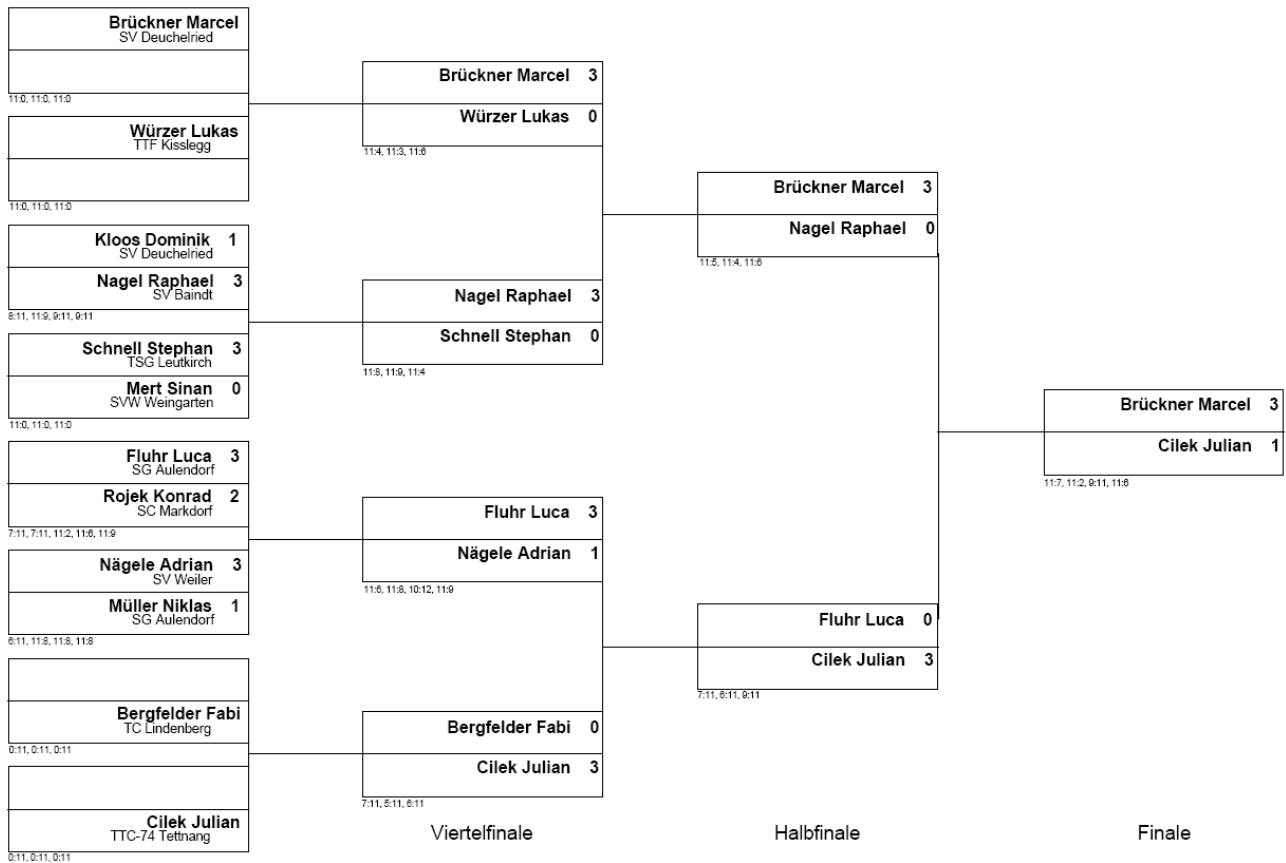 Brückner Marcel
SV Deuchelried
11:0, 11:0, 11:0
Würzer Lukas
TTF Kisslegg
11:0, 11:0, 11:0
Kloos Dominik 1
SV Deuchelried
Nagel Raphael 3
SV Baindt
8:11, 11:9, 9:11, 9:11
Schnell Stephan 3
TSG Leutkirch
Mert Sinan 0
SVW Weingarten
11:0, 11:0, 11:0
Fluhr Luca 3
SG Aulendorf
Rojek Konrad 2
SC Markdorf
7:11, 7:11, 11:2, 11:6, 11:9
Nägele Adrian 3
SV Weiler
Müller Niklas 1
SG Aulendorf
6:11, 11:8, 11:8, 11:8
Bergfelder Fabi
TC Lindenberg
0:11, 0:11, 0:11
Cilek Julian
TTC-74 Tettnang
0:11, 0:11, 0:11
Brückner Marcel 3
Würzer Lukas 0
11:4, 11:3, 11:6
Nagel Raphael 3
Schnell Stephan 0
11:8, 11:9, 11:4
Fluhr Luca 3
Nägele Adrian 1
11:6, 11:8, 10:12, 11:9
Bergfelder Fabi 0
Cilek Julian 3
7:11, 5:11, 6:11
Viertelfinale
Brückner Marcel 3
Nagel Raphael 0
11:5, 11:4, 11:6
Fluhr Luca 0
Cilek Julian 3
7:11, 6:11, 9:11
Halbfinale
Brückner Marcel 3
Cilek Julian 1
11:7, 11:2, 9:11, 11:6
Finale